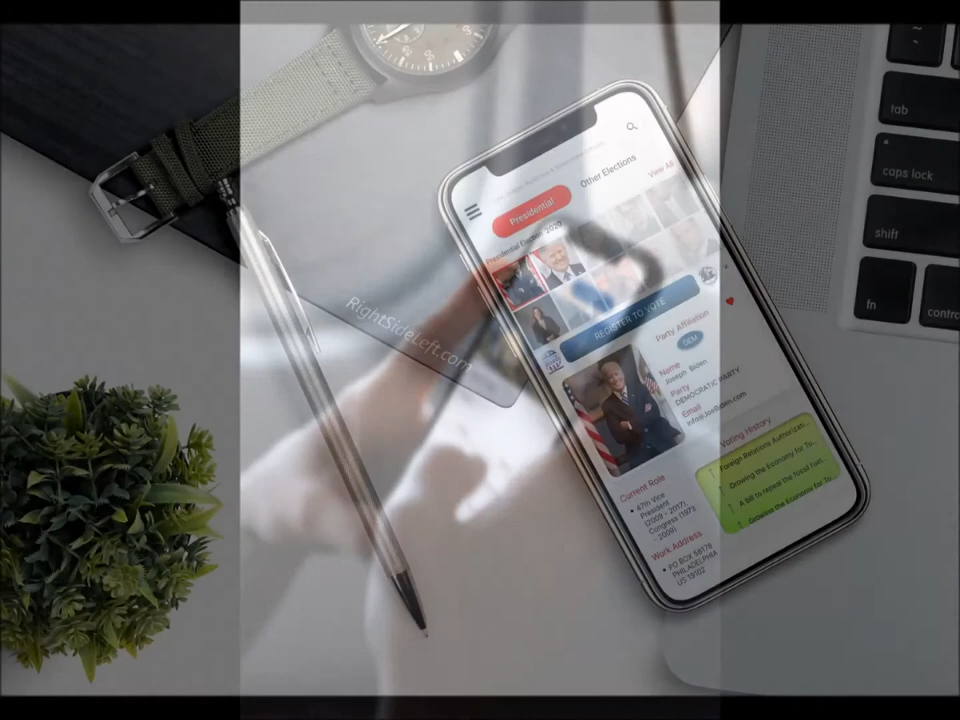 Other Elections
Presidential
View All
Presidential Election 2020
REGISTER TO VOTE
Party Affiliation
DEM
Name
Joseph Biden
Party
DEMOCRATIC PARTY
Email
info@JoeBiden.com
Voting History
Foreign Relations Authorizati...
Growing the Economy for To...
A bill to repeal the fossil fuel...
Growing the Economy for To...
Current Role
• 47th Vice
President
(2009 - 2017),
Congress (1973
- 2009)
Work Address
• PO BOX 58178
PHILADELPHIA
US 19102
RightSideLeft.com
tab
caps lock
shift
fn